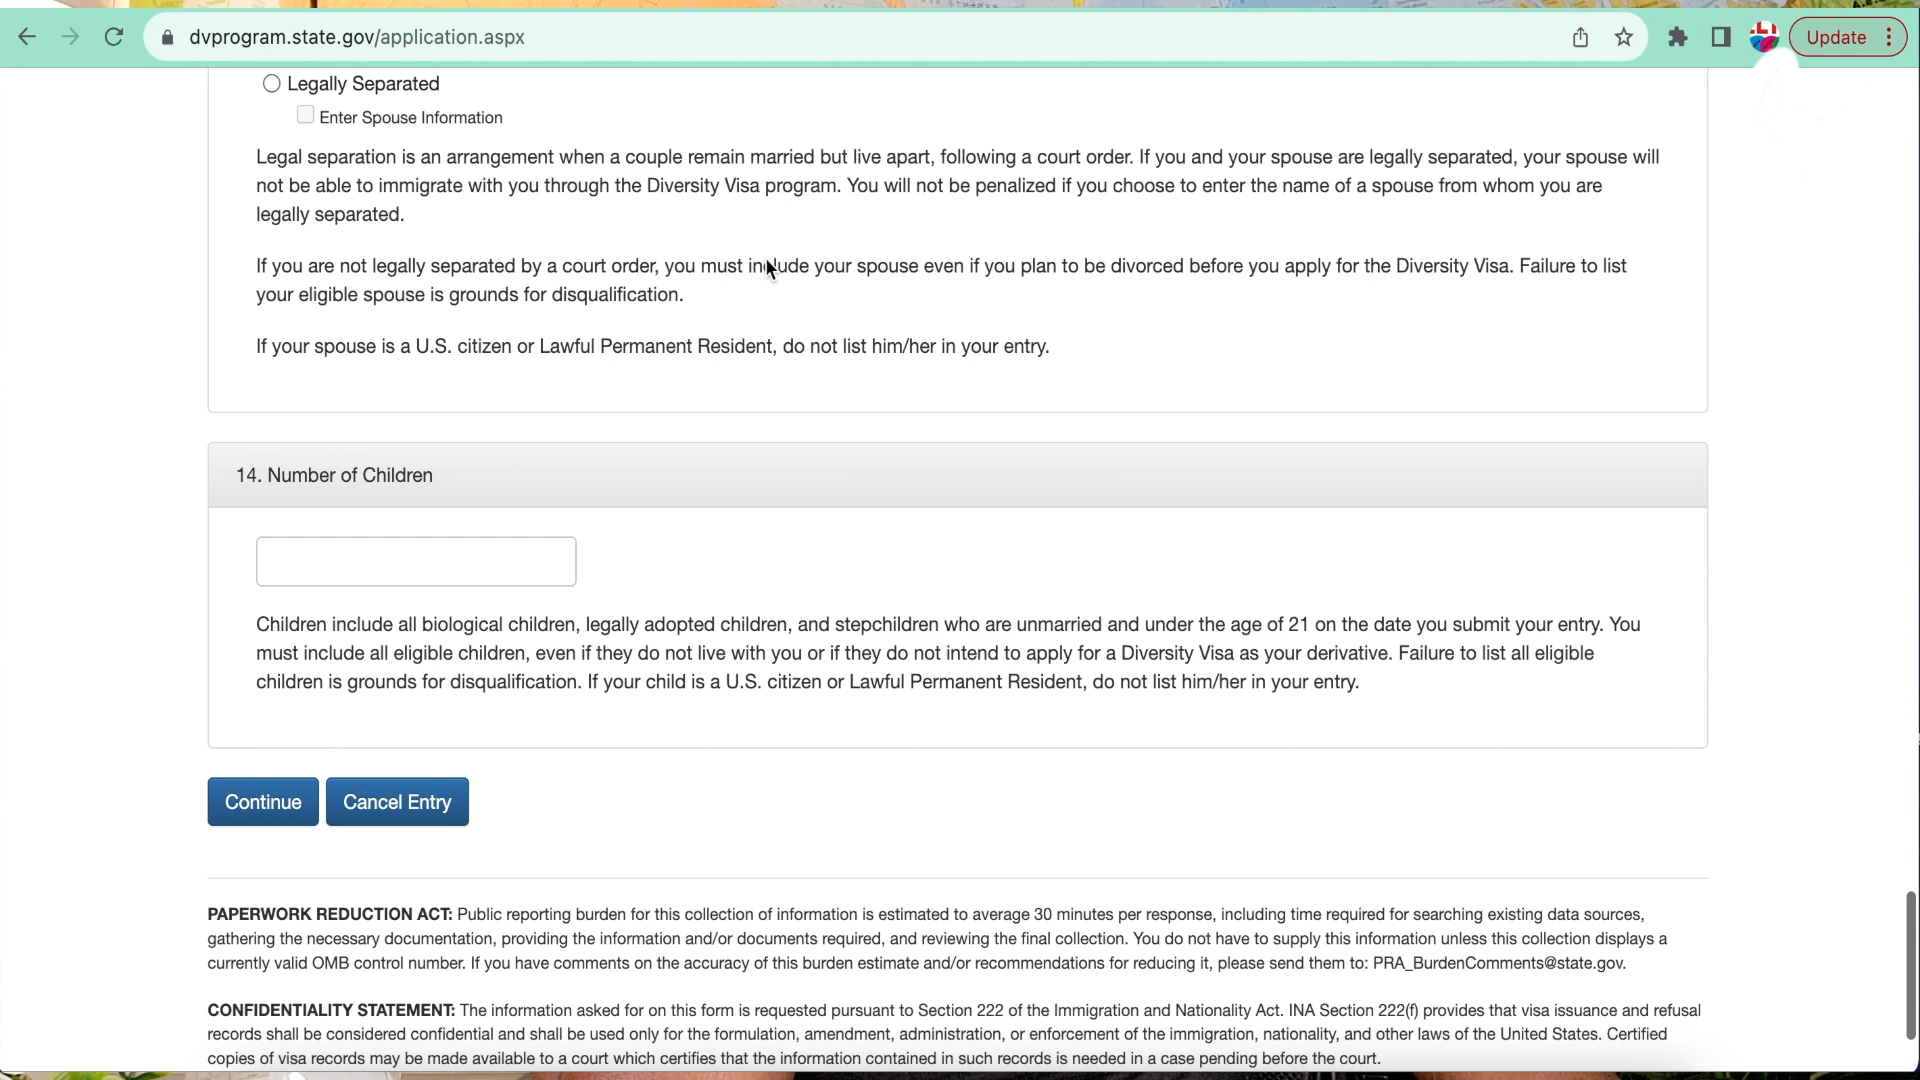 dvprogram.state.gov/application.aspx
Update
Legally Separated
Enter Spouse Information
Legal separation is an arrangement when a couple remain married but live apart, following a court order. If you and your spouse are legally separated, your spouse will
not be able to immigrate with you through the Diversity Visa program. You will not be penalized if you choose to enter the name of a spouse from whom you are
legally separated.
If you are not legally separated by a court order, you must include your spouse even if you plan to be divorced before you apply for the Diversity Visa. Failure to list
your eligible spouse is grounds for disqualification.
If your spouse is a U.S. citizen or Lawful Permanent Resident, do not list him/her in your entry.
14. Number of Children
Children include all biological children, legally adopted children, and stepchildren who are unmarried and under the age of 21 on the date you submit your entry. You
must include all eligible children, even if they do not live with you or if they do not intend to apply for a Diversity Visa as your derivative. Failure to list all eligible
children is grounds for disqualification. If your child is a U.S. citizen or Lawful Permanent Resident, do not list him/her in your entry.
Continue
Cancel Entry
PAPERWORK REDUCTION ACT: Public reporting burden for this collection of information is estimated to average 30 minutes per response, including time required for searching existing data sources,
gathering the necessary documentation, providing the information and/or documents required, and reviewing the final collection. You do not have to supply this information unless this collection displays a
currently valid OMB control number. If you have comments on the accuracy of this burden estimate and/or recommendations for reducing it, please send them to: PRA_BurdenComments@state.gov.
CONFIDENTIALITY STATEMENT: The information asked for on this form is requested pursuant to Section 222 of the Immigration and Nationality Act. INA Section 222(f) provides that visa issuance and refusal
records shall be considered confidential and shall be used only for the formulation, amendment, administration, or enforcement of the immigration, nationality, and other laws of the United States. Certified
copies of visa records may be made available to a court which certifies that the information contained in such records is needed in a case pending before the court.